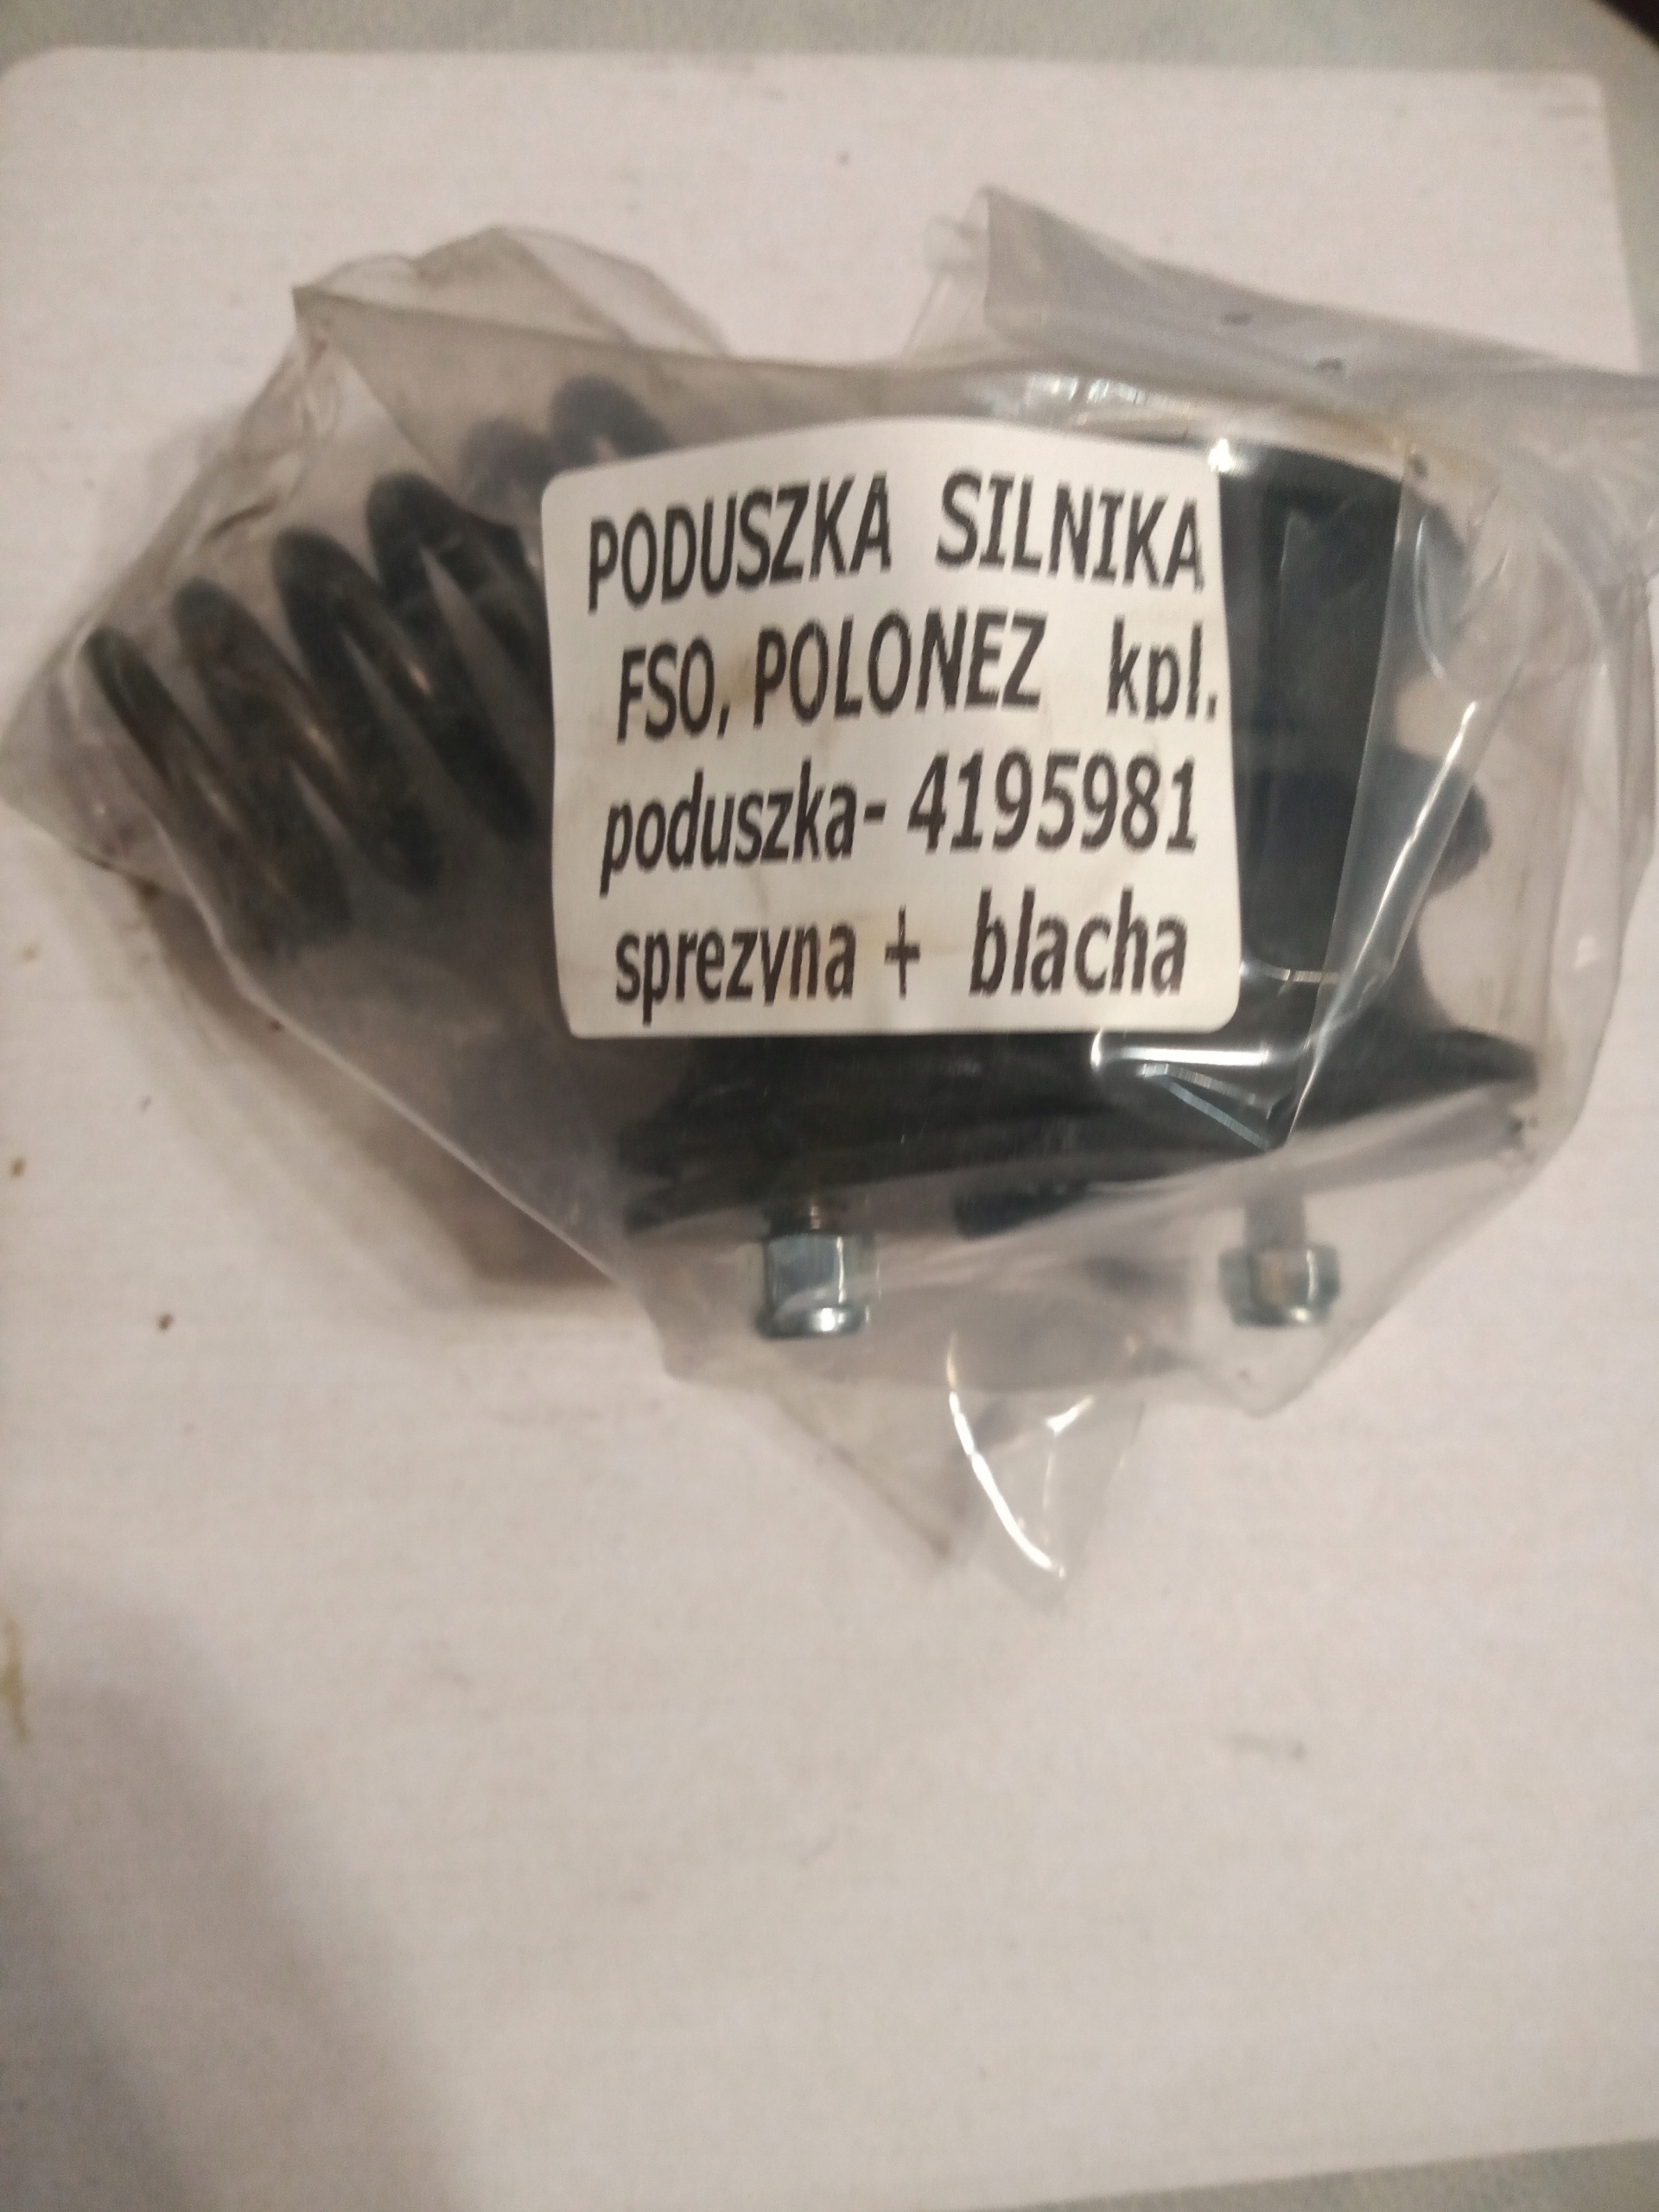 PODUSZKA SILNIKA
FSO, POLONEZ kpl.
poduszka- 4195981
sprezyna + blacha